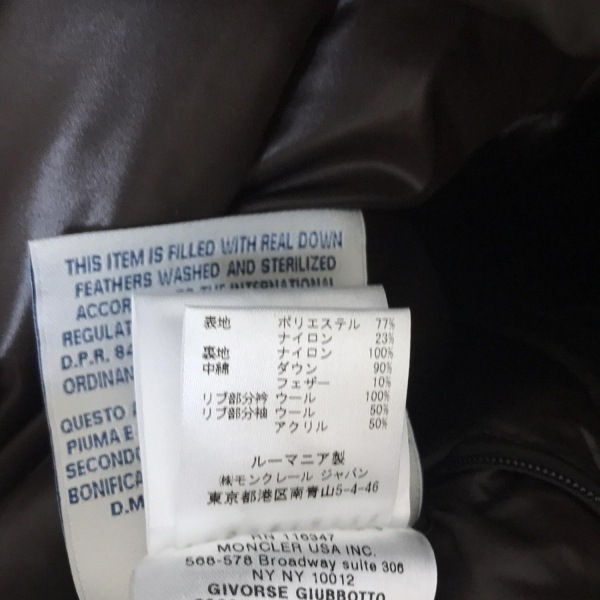 THIS ITEM IS FILLED WITH REAL DOWN
FEATHERS WASHED AND STERILIZED
ACCOR TO THE INTERNATIONAL
REGULAT
D.P.R. 84
ORDINAN
QUESTO
PIUMA E
SECONDO
BONIFICA
D.M
表地 ポリエステル 77%
ナイロン 23%
裏地 ナイロン 100%
中綿 ダウン 90%
フェザー 10%
リブ部分衿 ウール 100%
リブ部分袖 ウール 50%
アクリル 50%
ルーマニア製
㈱モンクレール ジャパン
東京都港区南青山5-4-46
RN 116347
MONCLER USA INC.
568-578 Broadway suite 306
NY NY 10012
GIVORSE GIUBBOTTO